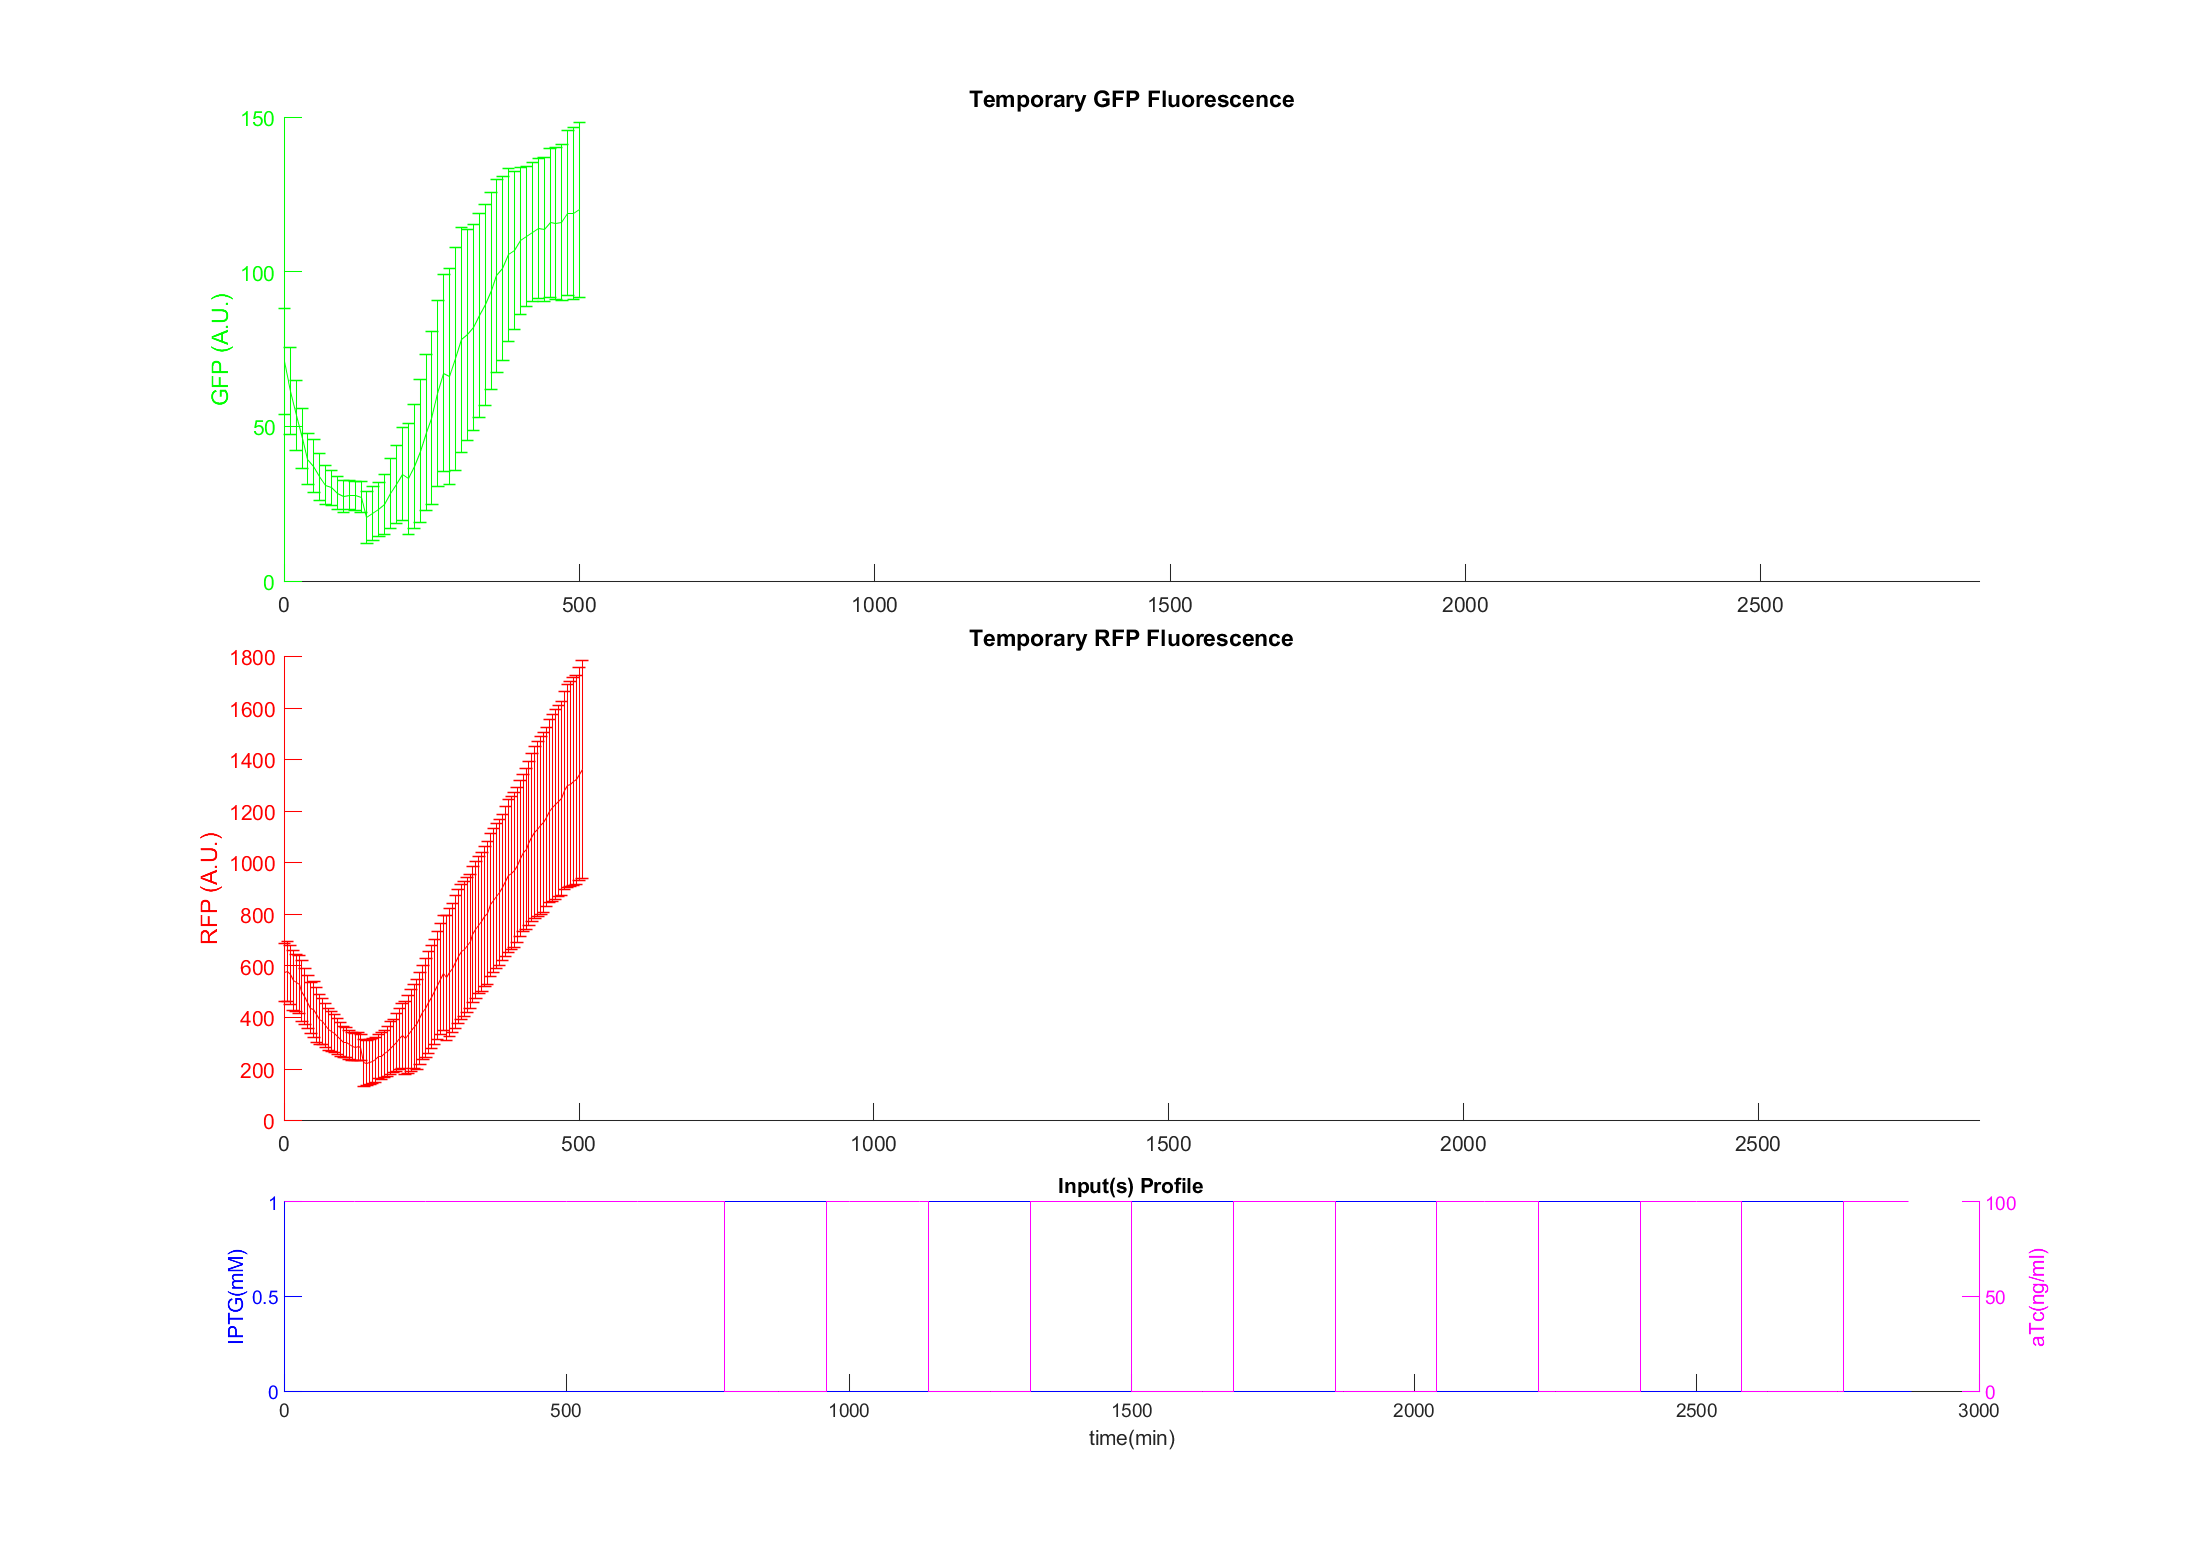 Temporary GFP Fluorescence
150
100
50
0
GFP (A.U.)
0 500 1000 1500 2000 2500
Temporary RFP Fluorescence
1800
1600
1400
1200
1000
800
600
400
200
0
RFP (A.U.)
0 500 1000 1500 2000 2500
Input(s) Profile
1
0.5
0
IPTG(mM)
100
50
0
aTc(ng/ml)
0 500 1000 1500 2000 2500 3000
time(min)